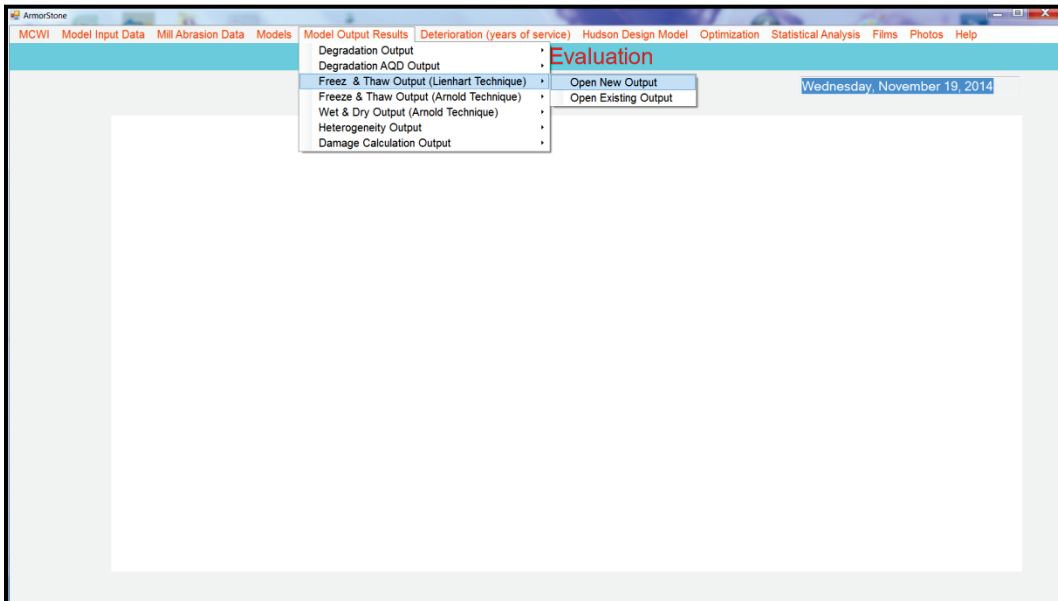 ArmorStone
MCWI Model Input Data Mill Abrasion Data Models Model Output Results Deterioration (years of service) Hudson Design Model Optimization Statistical Analysis Films Photos Help
Evaluation
Degradation Output
Degradation AQD Output
Freez & Thaw Output (Lienhart Technique)
Freeze & Thaw Output (Arnold Technique)
Wet & Dry Output (Arnold Technique)
Heterogeneity Output
Damage Calculation Output
Open New Output
Open Existing Output
Wednesday, November 19, 2014